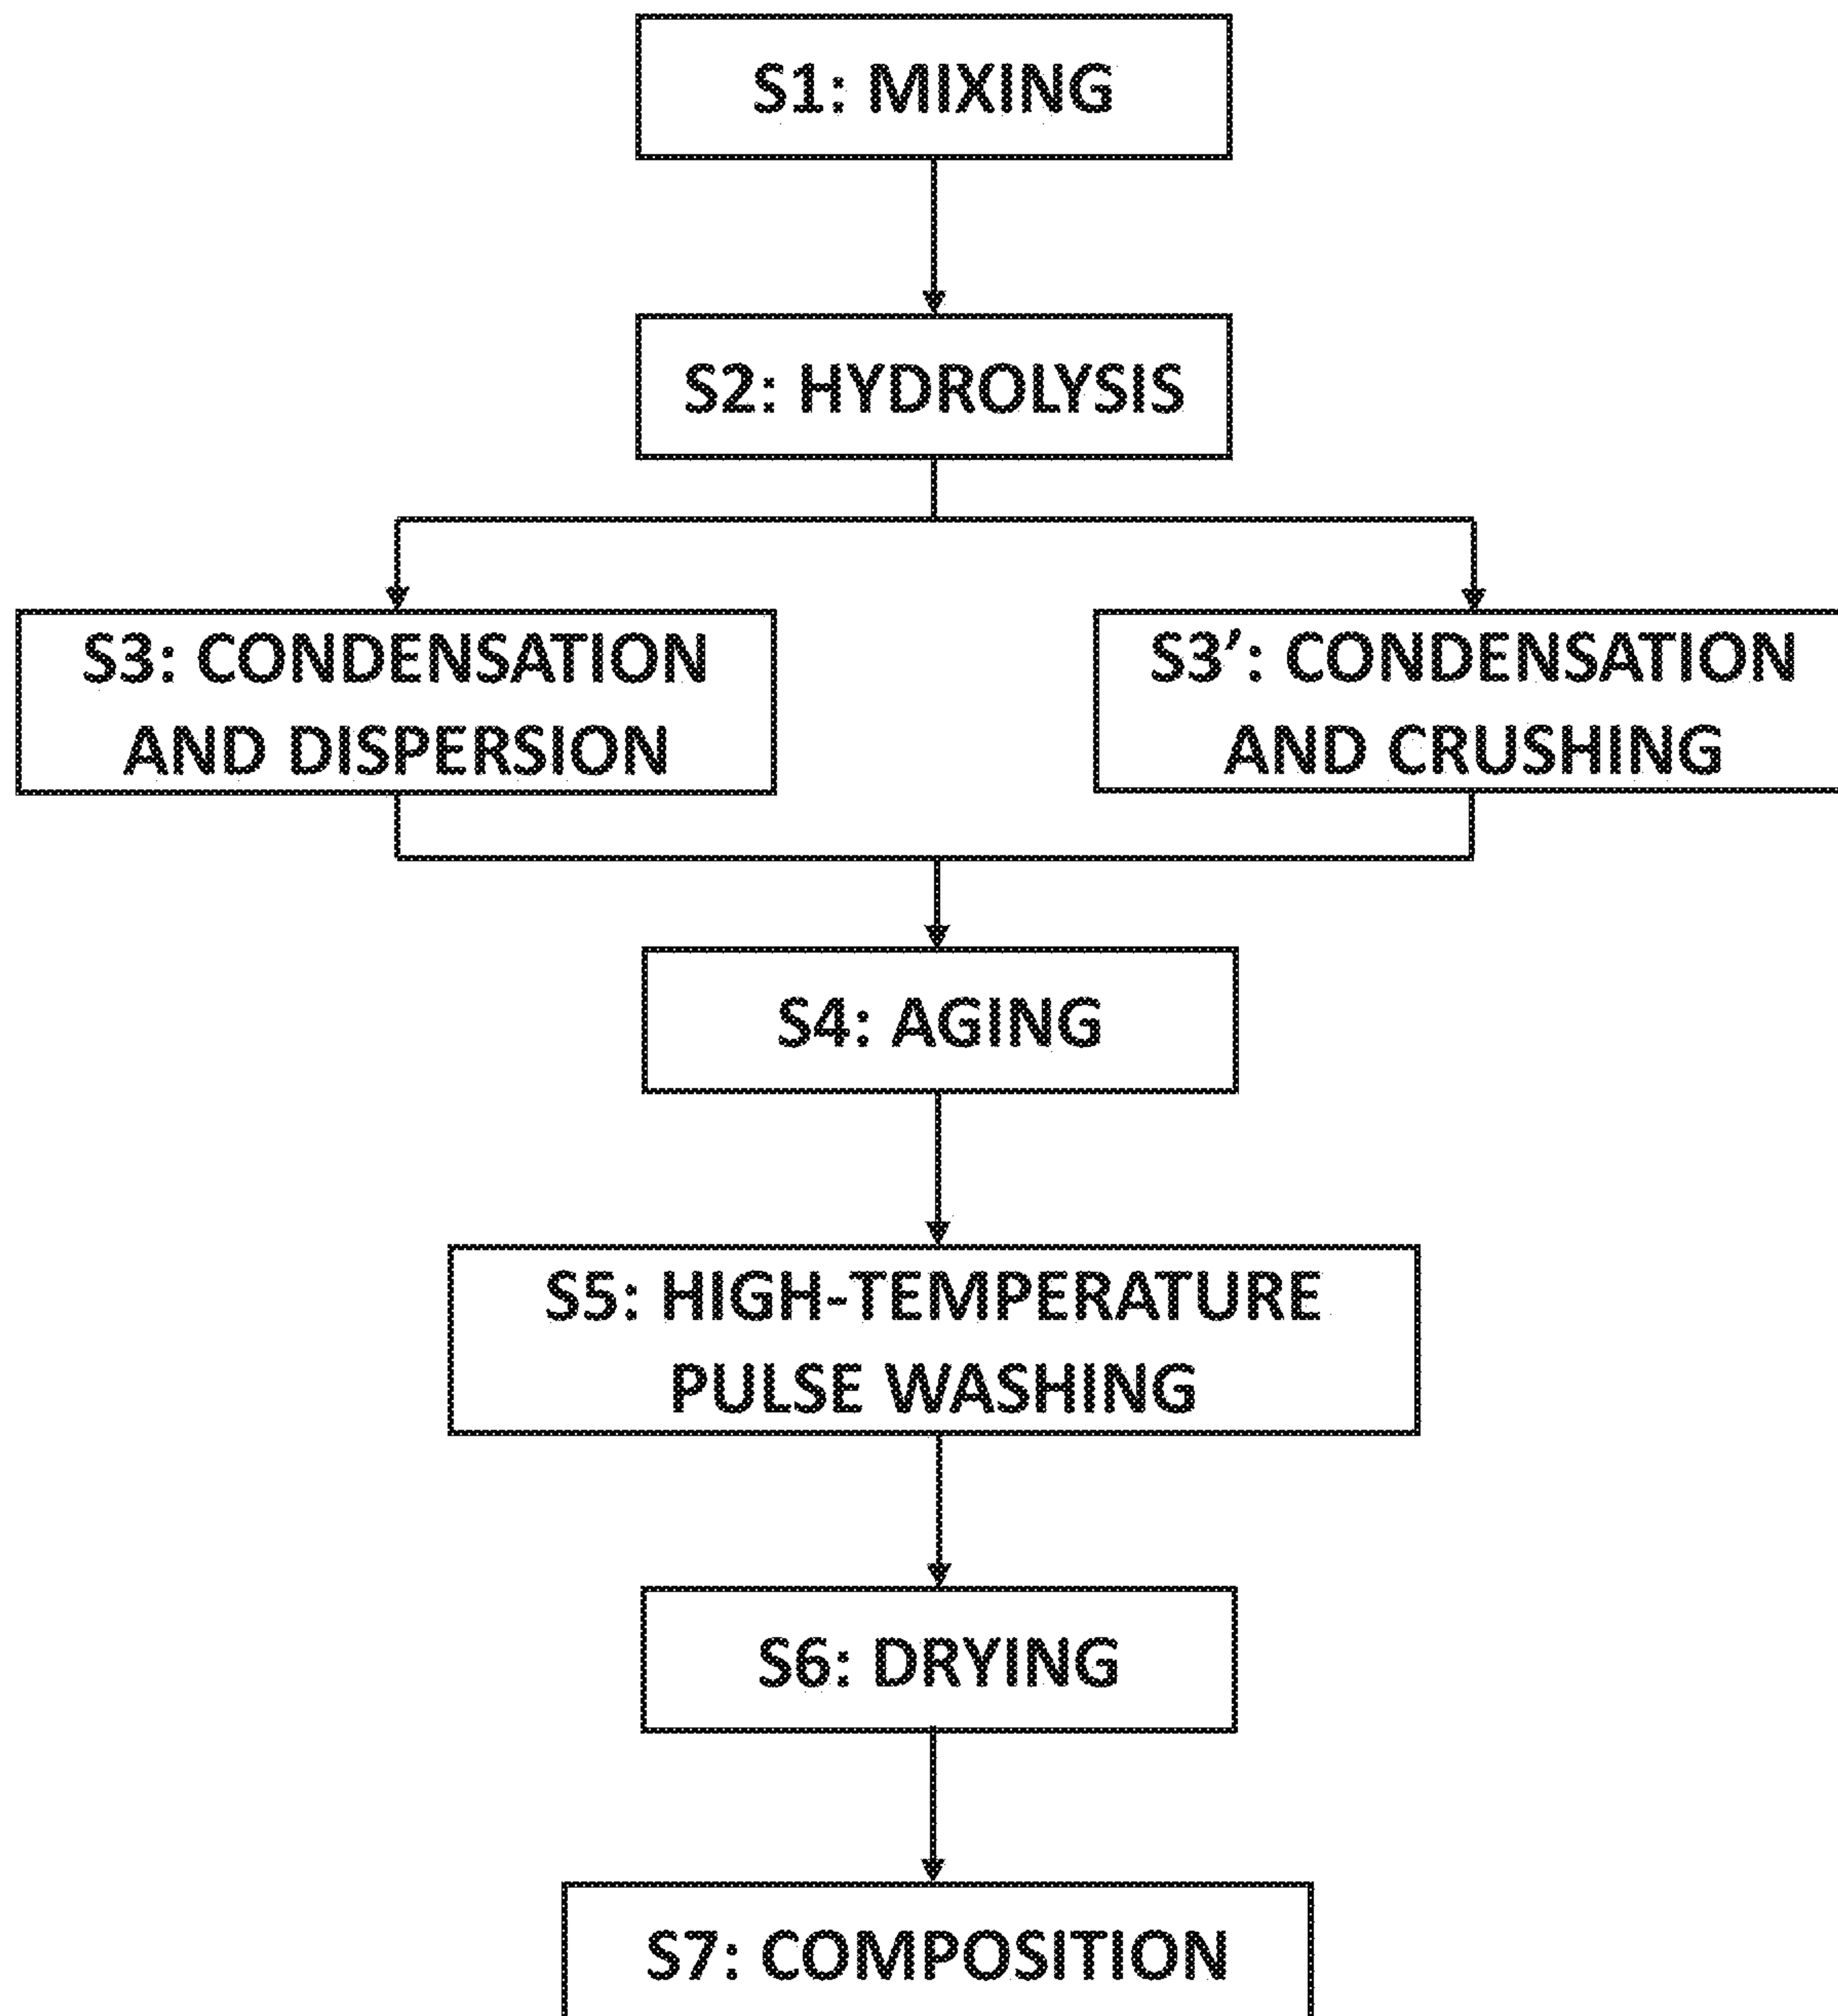 S1: MIXING
S2: HYDROLYSIS
S3: CONDENSATION
AND DISPERSION
S3’: CONDENSATION
AND CRUSHING
S4: AGING
S5: HIGH-TEMPERATURE
PULSE WASHING
S6: DRYING
S7: COMPOSITION